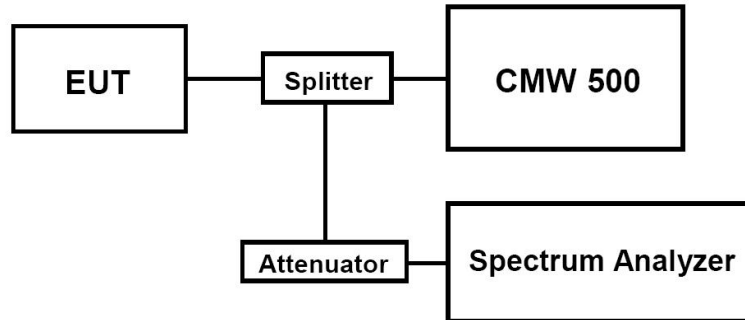 EUT
Splitter
CMW 500
Attenuator
Spectrum Analyzer